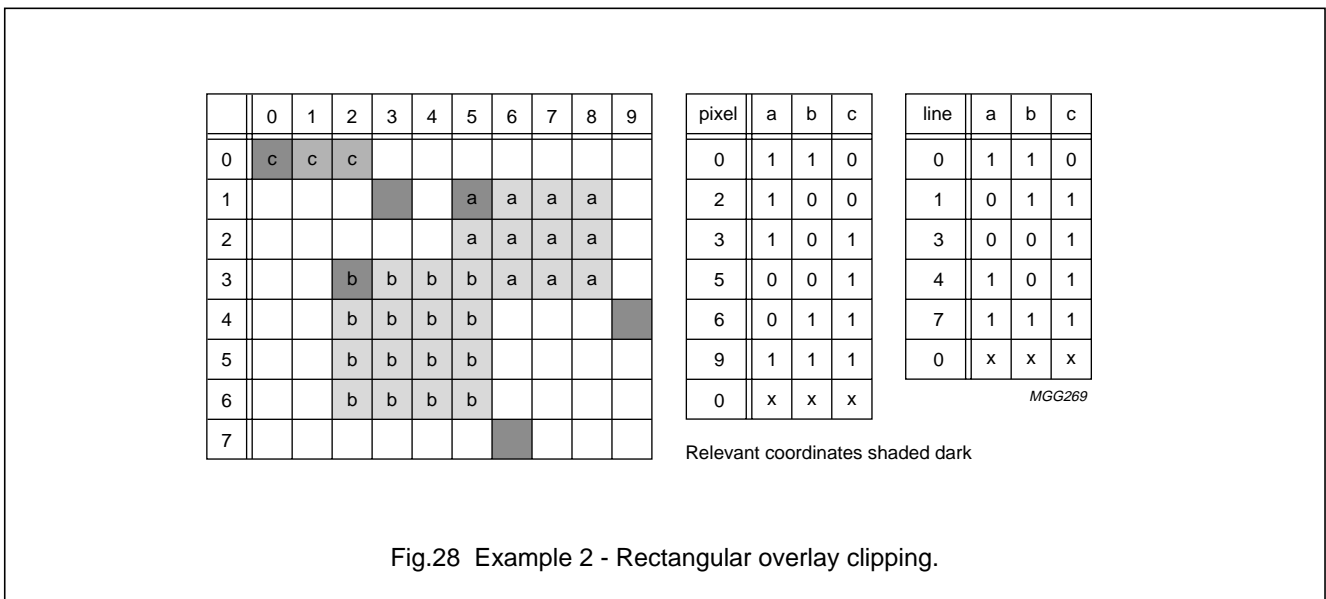 0 1 2 3 4 5 6 7 8 9
0 c c c
1 a a a a
2 a a a a
3 b b b b a a a
4 b b b b
5 b b b b
6 b b b b
7
pixel a b c
0 1 1 0
2 1 0 0
3 1 0 1
5 0 0 1
6 0 1 1
9 1 1 1
0 x x x
line a b c
0 1 1 0
1 0 1 1
3 0 0 1
4 1 0 1
7 1 1 1
0 x x x
MGG269
Relevant coordinates shaded dark
Fig.28 Example 2 - Rectangular overlay clipping.